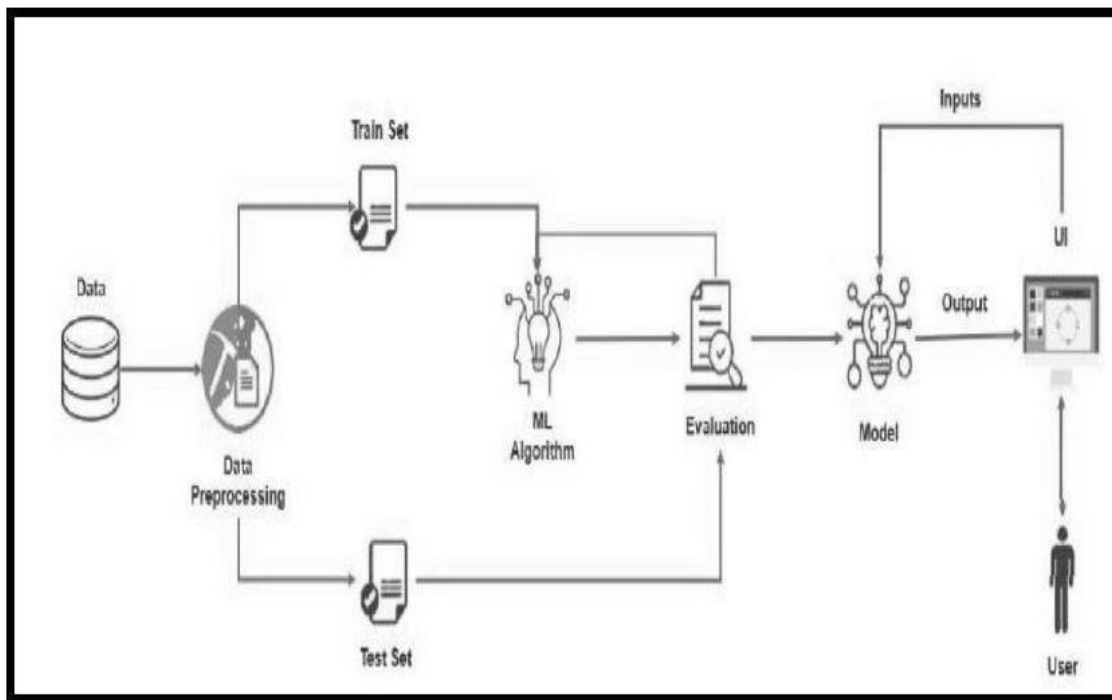 Inputs
Train Set
UI
Data
Output
ML
Algorithm
Evaluation
Model
Data
Preprocessing
Test Set
User